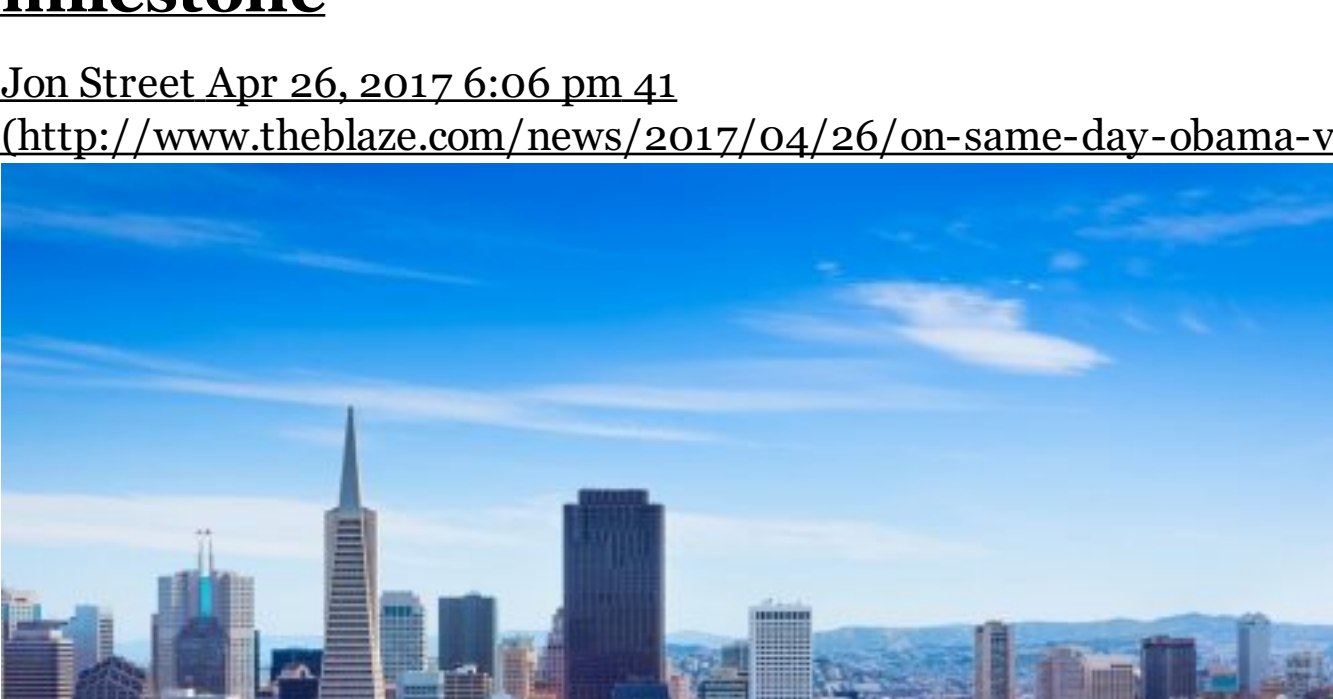 milestone
Jon Street Apr 26, 2017 6:06 pm 41
(http://www.theblaze.com/news/2017/04/26/on-same-day-obama-v